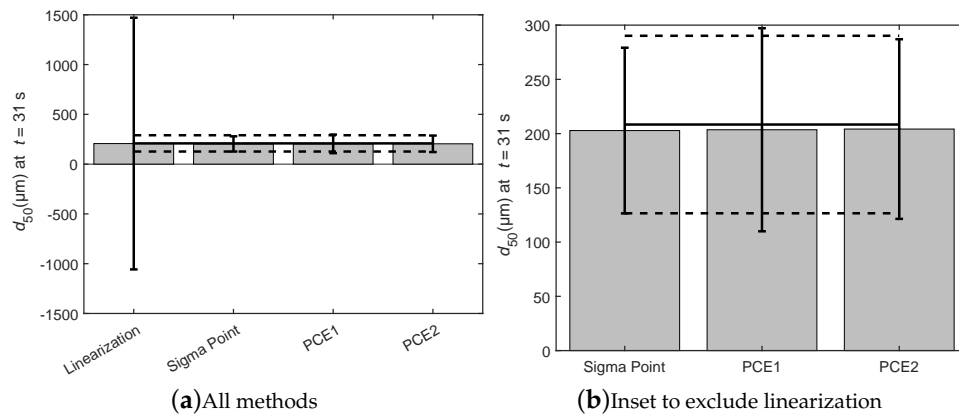 1500
1000
500
0
-500
-1000
-1500
d50(μm) at t = 31 s
Linearization
Sigma Point
PCE1
PCE2
(a)All methods
300
250
200
150
100
50
0
d50(μm) at t = 31 s
Sigma Point
PCE1
PCE2
(b)Inset to exclude linearization